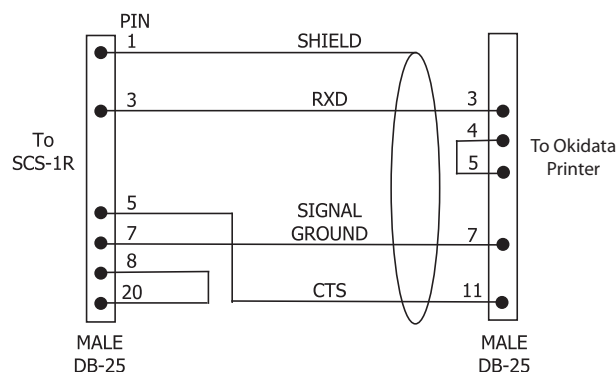 PIN
1 SHIELD
3 RXD 3
4
To
SCS-1R
To Okidata
Printer
5
5 SIGNAL
7 GROUND 7
8
20 CTS 11
MALE
DB-25
MALE
DB-25